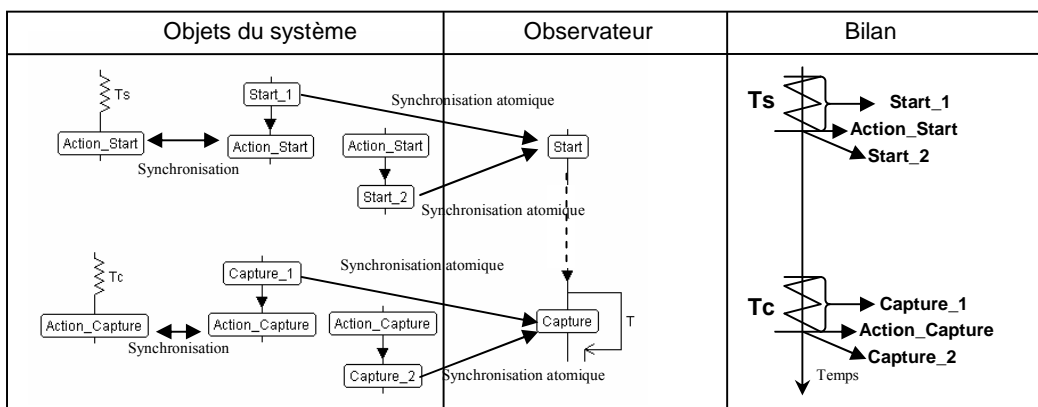 Objets du système
Observateur
Bilan
Ts
Start_1
Action_Start
Action_Start
Synchronisation
Action_Start
Start_2
Synchronisation atomique
Synchronisation atomique
Start
Ts
Start_1
Action_Start
Start_2
Tc
Capture_1
Action_Capture
Action_Capture
Synchronisation
Action_Capture
Capture_2
Synchronisation atomique
Synchronisation atomique
Capture
T
Tc
Capture_1
Action_Capture
Capture_2
Temps